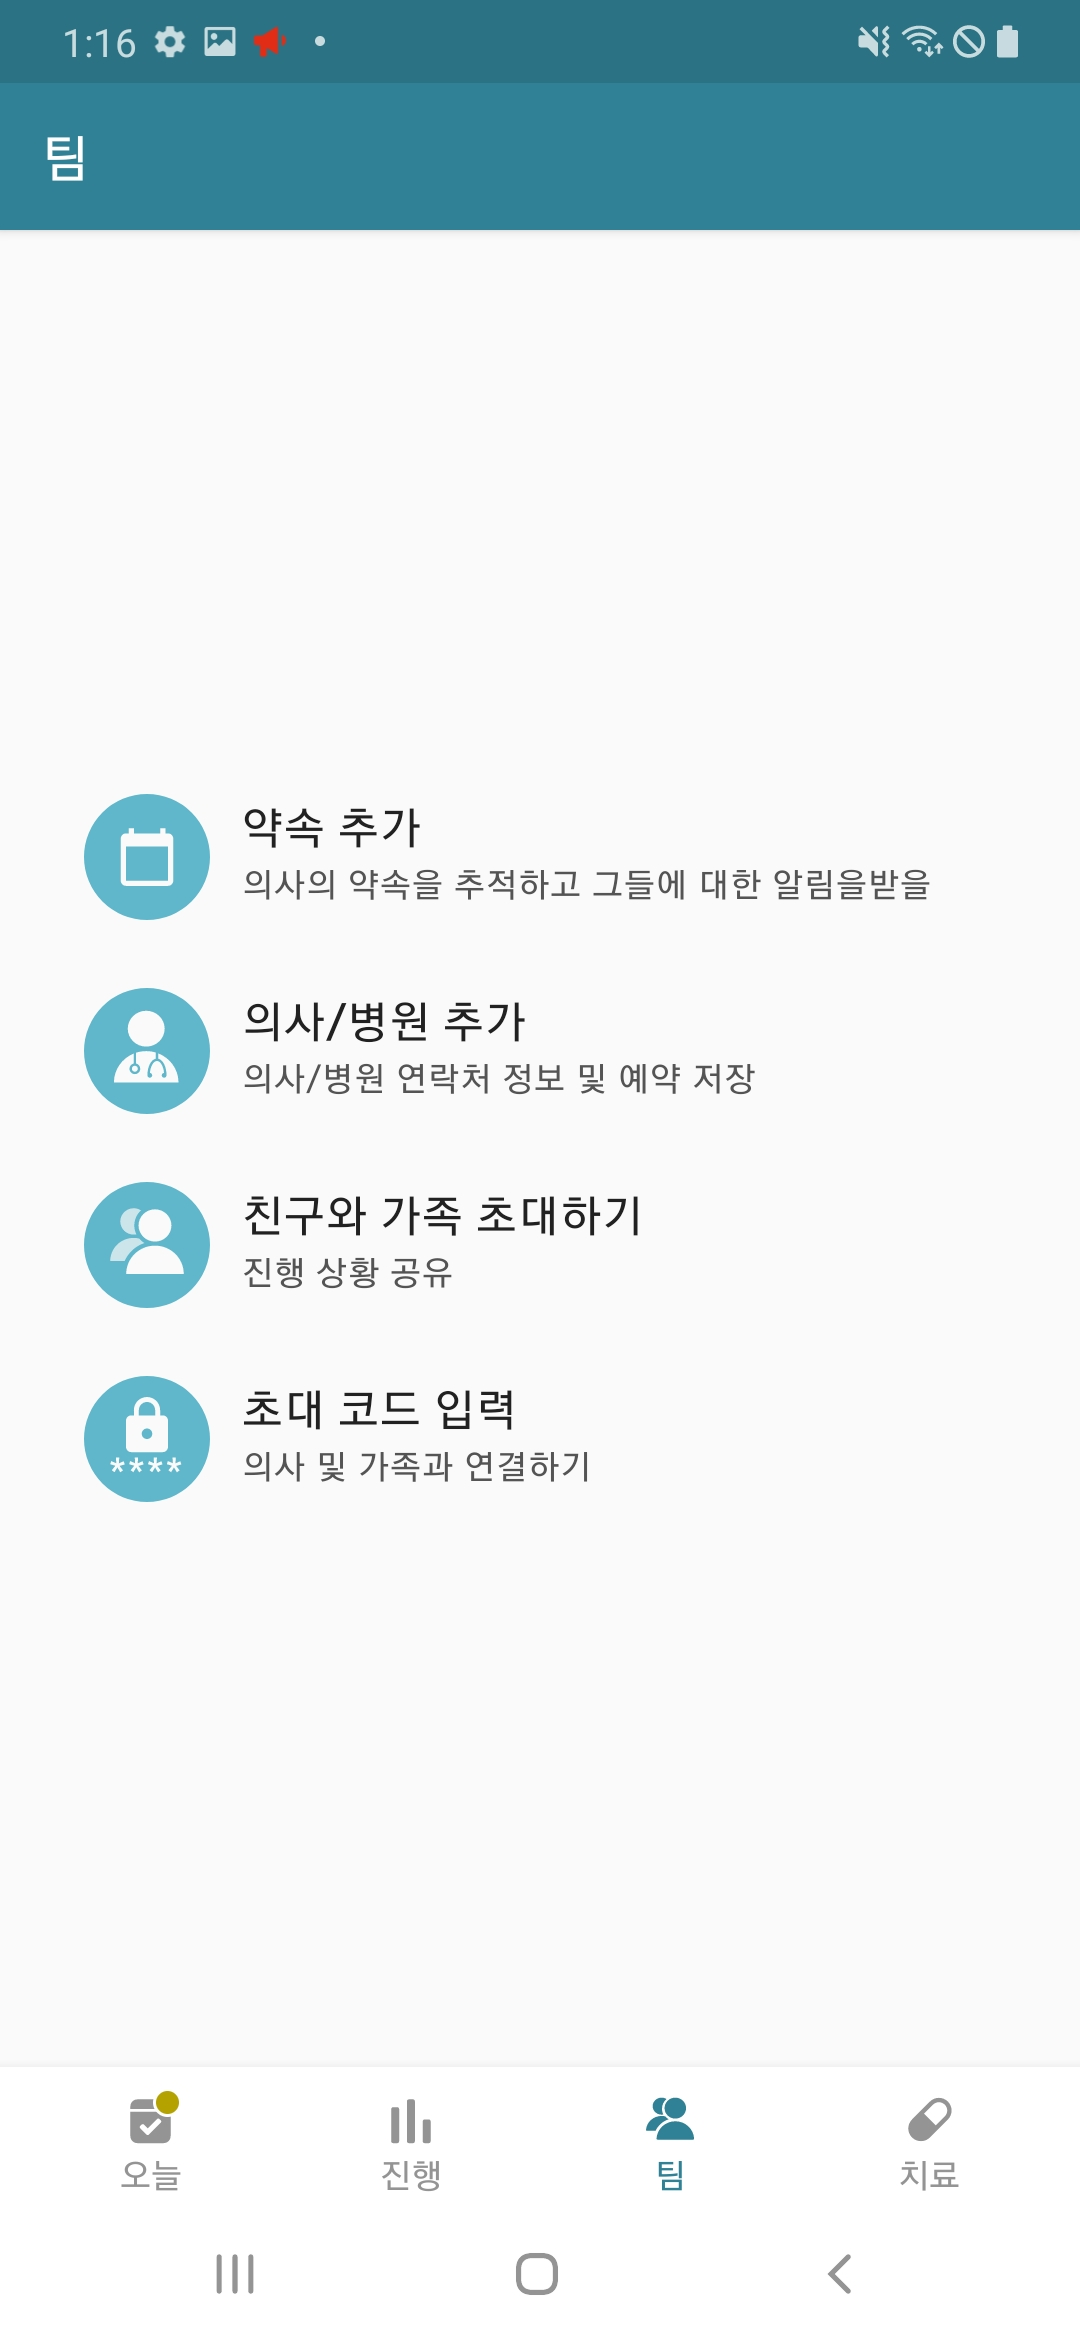 1:16
팀
약속 추가
의사의 약속을 추적하고 그들에 대한 알림을받을
의사/병원 추가
의사/병원 연락처 정보 및 예약 저장
친구와 가족 초대하기
진행 상황 공유
초대 코드 입력
****
의사 및 가족과 연결하기
오늘
진행
팀
치료